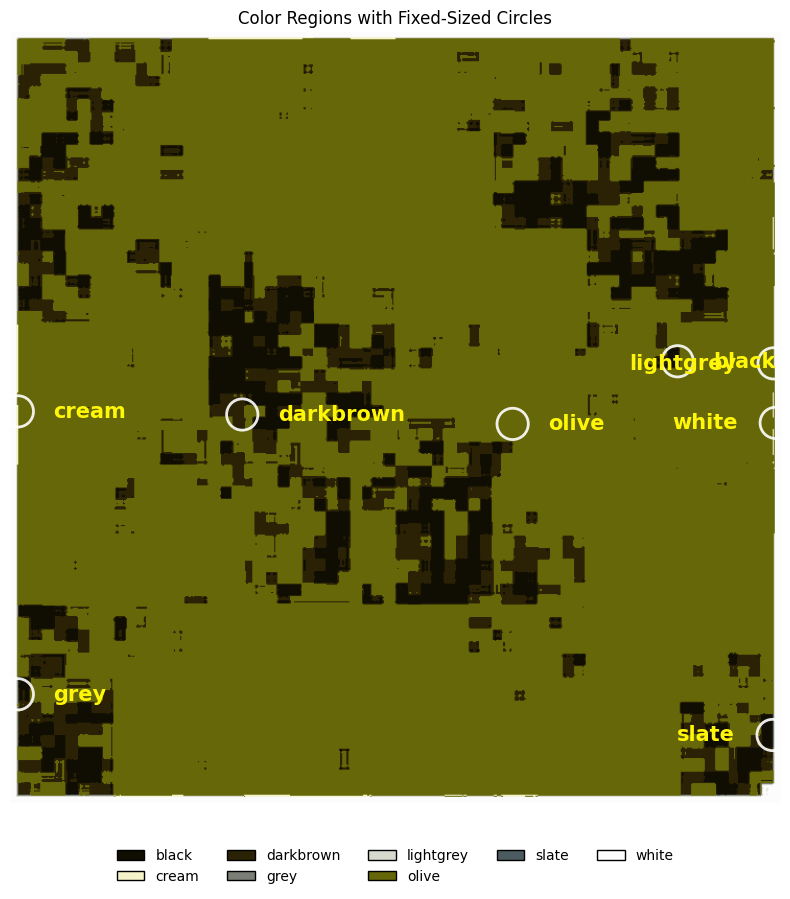 Color Regions with Fixed-Sized Circles
lightgrey
black
cream
darkbrown
olive
white
grey
slate
black
darkbrown
lightgrey
slate
white
cream
grey
olive